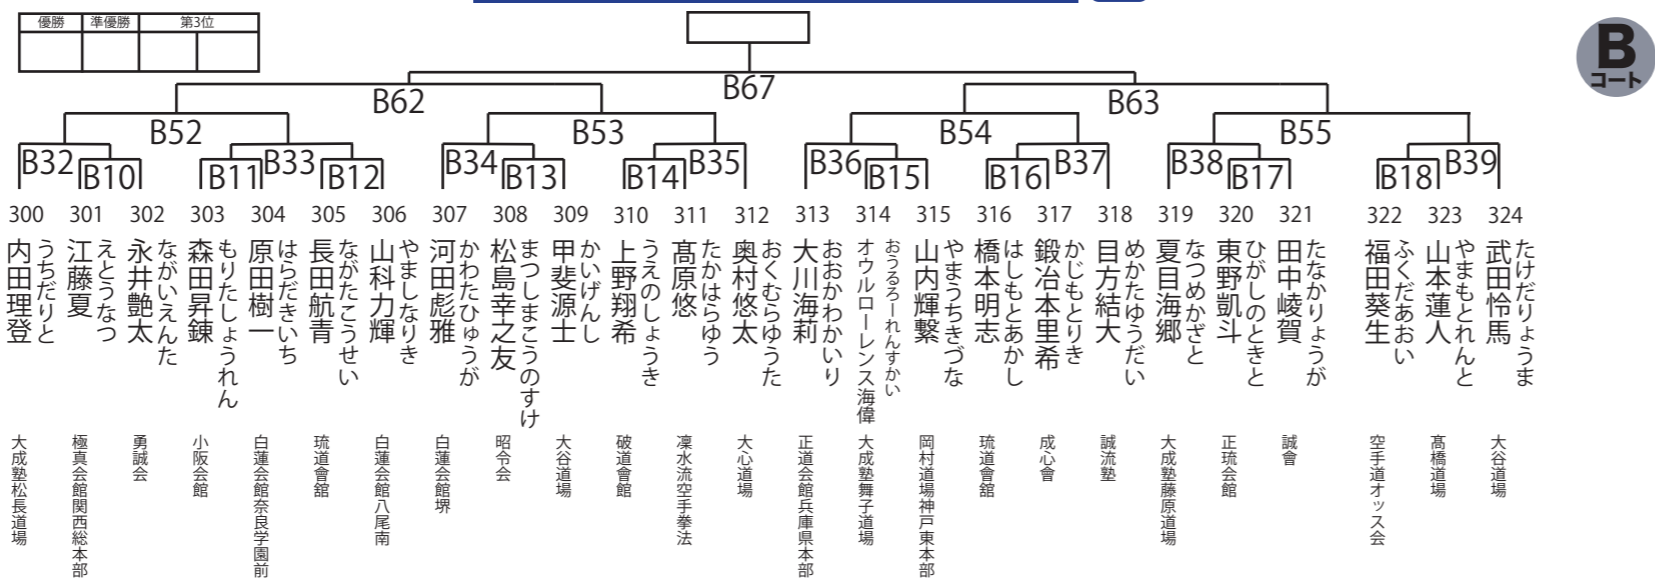 優勝 準優勝 第3位
B
コート
B67
B62 B63
B52 B53 B54 B55
B32 B33 B34 B35 B36 B37 B38 B39
B10 B11 B12 B13 B14 B15 B16 B17 B18
300 301 302 303 304 305 306 307 308 309 310 311 312 313 314 315 316 317 318 319 320 321 322 323 324
うちだりと
内田理登
大成塾松長道場
えとうなつ
江藤夏
極真会館関西総本部
ながいえんた
永井艶太
勇誠会
もりたしょうれん
森田昇錬
小阪会館
はらだきいち
原田樹一
白蓮会館奈良学園前
ながたこうせい
長田航青
琉道會舘
やましなりき
山科力輝
白蓮会館八尾南
かわたひゅうが
河田彪雅
白蓮会館堺
まつしまこうのすけ
松島幸之友
昭令会
かいげんし
甲斐源士
大谷道場
うえのしょうき
上野翔希
破道會館
たかはらゆう
髙原悠
凜水流空手拳法
おくむらゆうた
奥村悠太
大心道場
おおかわかいり
大川海莉
正道会館兵庫県本部
おうるろーれんすかい
オウルローレンス海偉
大成塾舞子道場
やまうちきづな
山内輝繋
岡村道場神戸東本部
はしもとあかし
橋本明志
琉道會舘
かじもとりき
鍛冶本里希
成心會
めかたゆうだい
目方結大
誠流塾
なつめかざと
夏目海郷
大成塾藤原道場
ひがしのときと
東野凱斗
正琉会館
たなかりょうが
田中崚賀
誠會
ふくだあおい
福田葵生
空手道オッス会
やまもとれんと
山本蓮人
髙橋道場
たけだりょうま
武田怜馬
大谷道場